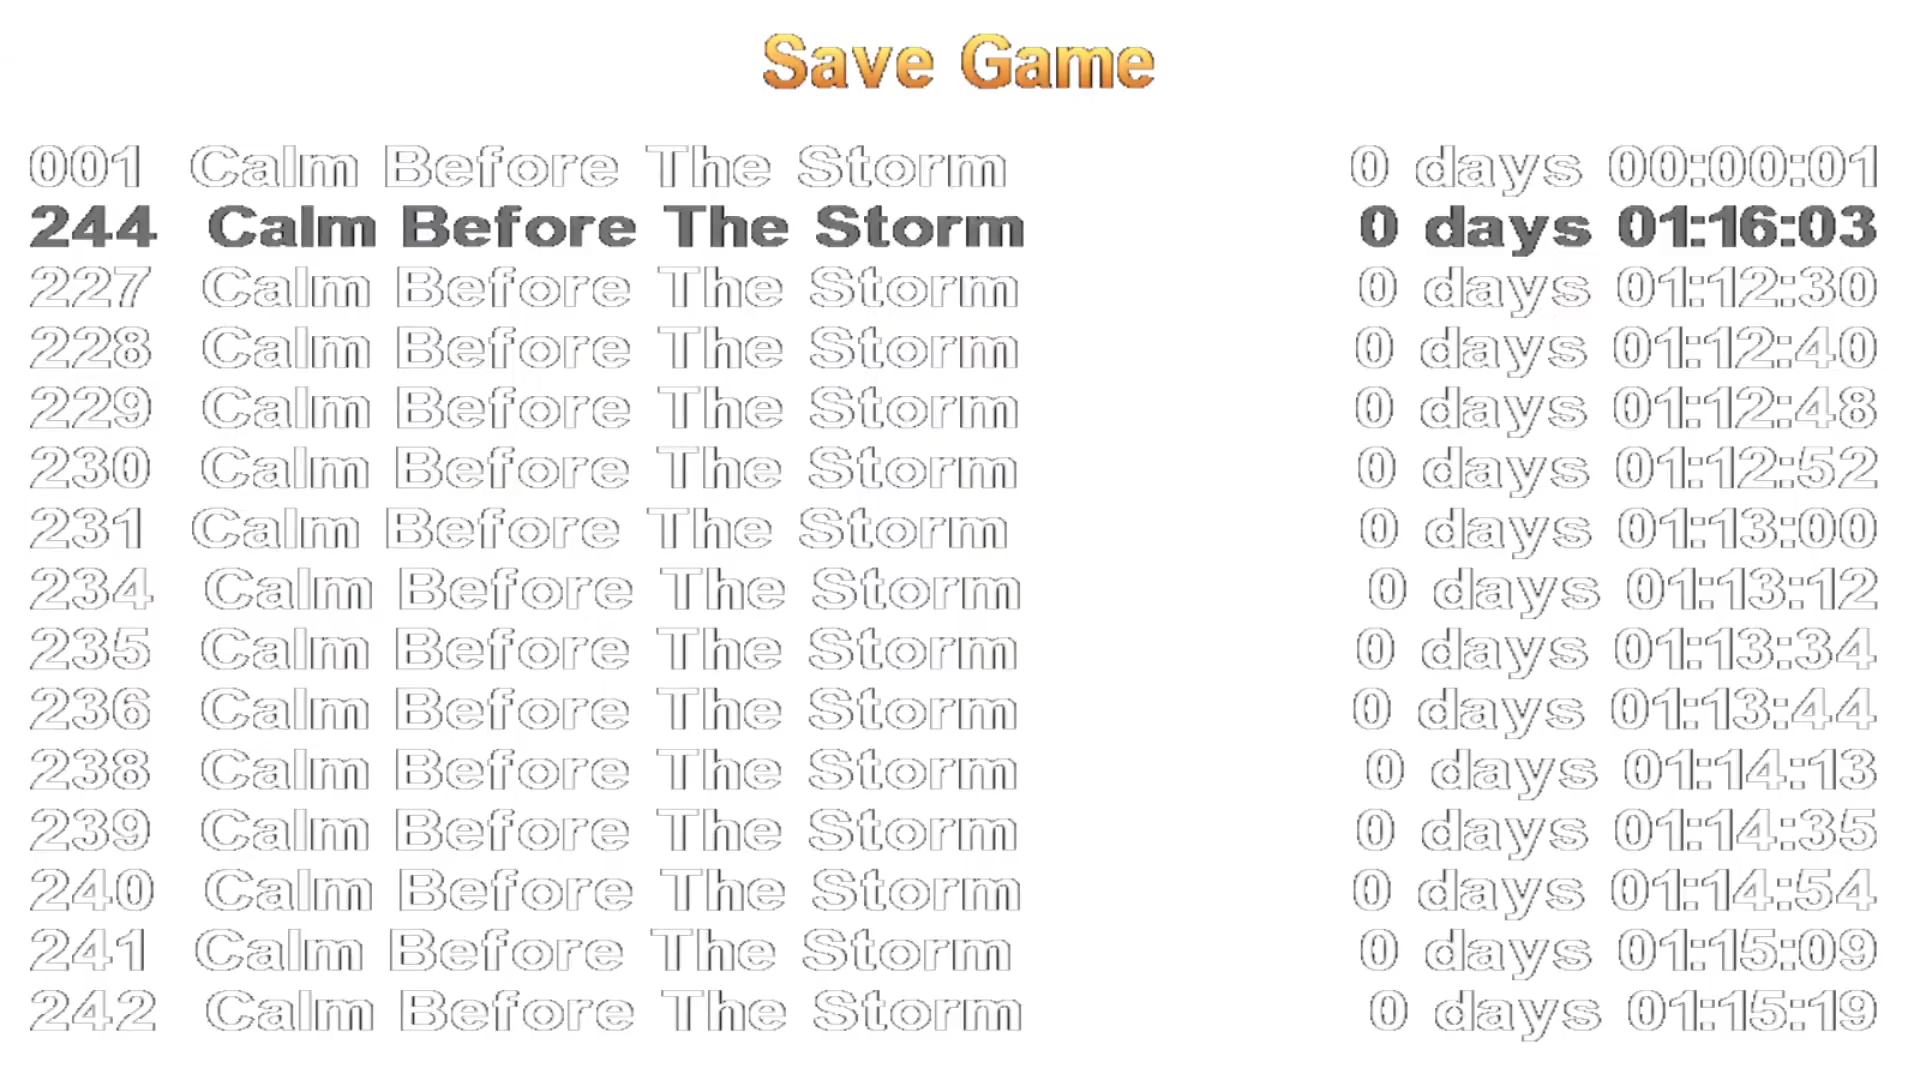 Save Game
001 Calm Before The Storm 0 days 00:00:01
244 Calm Before The Storm 0 days 01:16:03
227 Calm Before The Storm 0 days 01:12:30
228 Calm Before The Storm 0 days 01:12:40
229 Calm Before The Storm 0 days 01:12:48
230 Calm Before The Storm 0 days 01:12:52
231 Calm Before The Storm 0 days 01:13:00
234 Calm Before The Storm 0 days 01:13:12
235 Calm Before The Storm 0 days 01:13:34
236 Calm Before The Storm 0 days 01:13:44
238 Calm Before The Storm 0 days 01:14:13
239 Calm Before The Storm 0 days 01:14:35
240 Calm Before The Storm 0 days 01:14:54
241 Calm Before The Storm 0 days 01:15:09
242 Calm Before The Storm 0 days 01:15:19